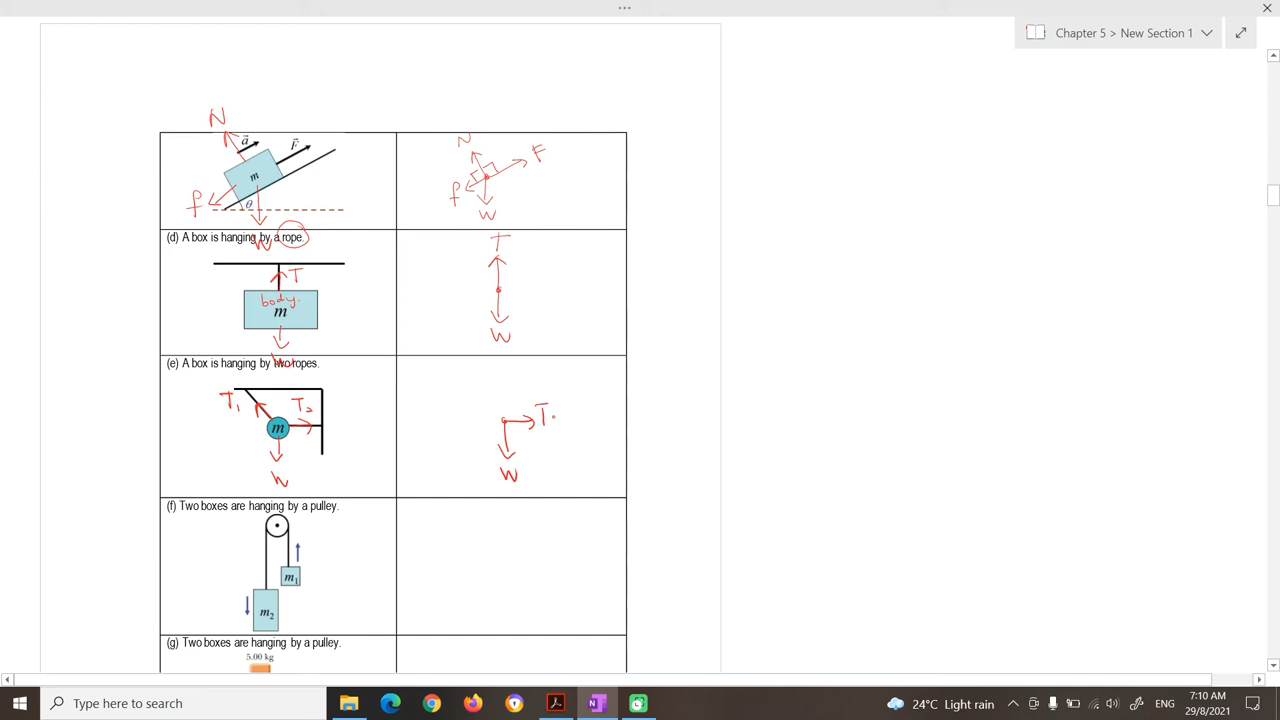 Chapter 5 > New Section 1
N
a
F
m
f
θ
W
N
F
f
W
(d) A box is hanging by a rope.
T
body.
m
T
W
(e) A box is hanging by two ropes.
T1
T2
m
W
T
W
(f) Two boxes are hanging by a pulley.
m1
m2
(g) Two boxes are hanging by a pulley.
5.00 kg
Type here to search
24°C Light rain
ENG
7:10 AM
29/8/2021